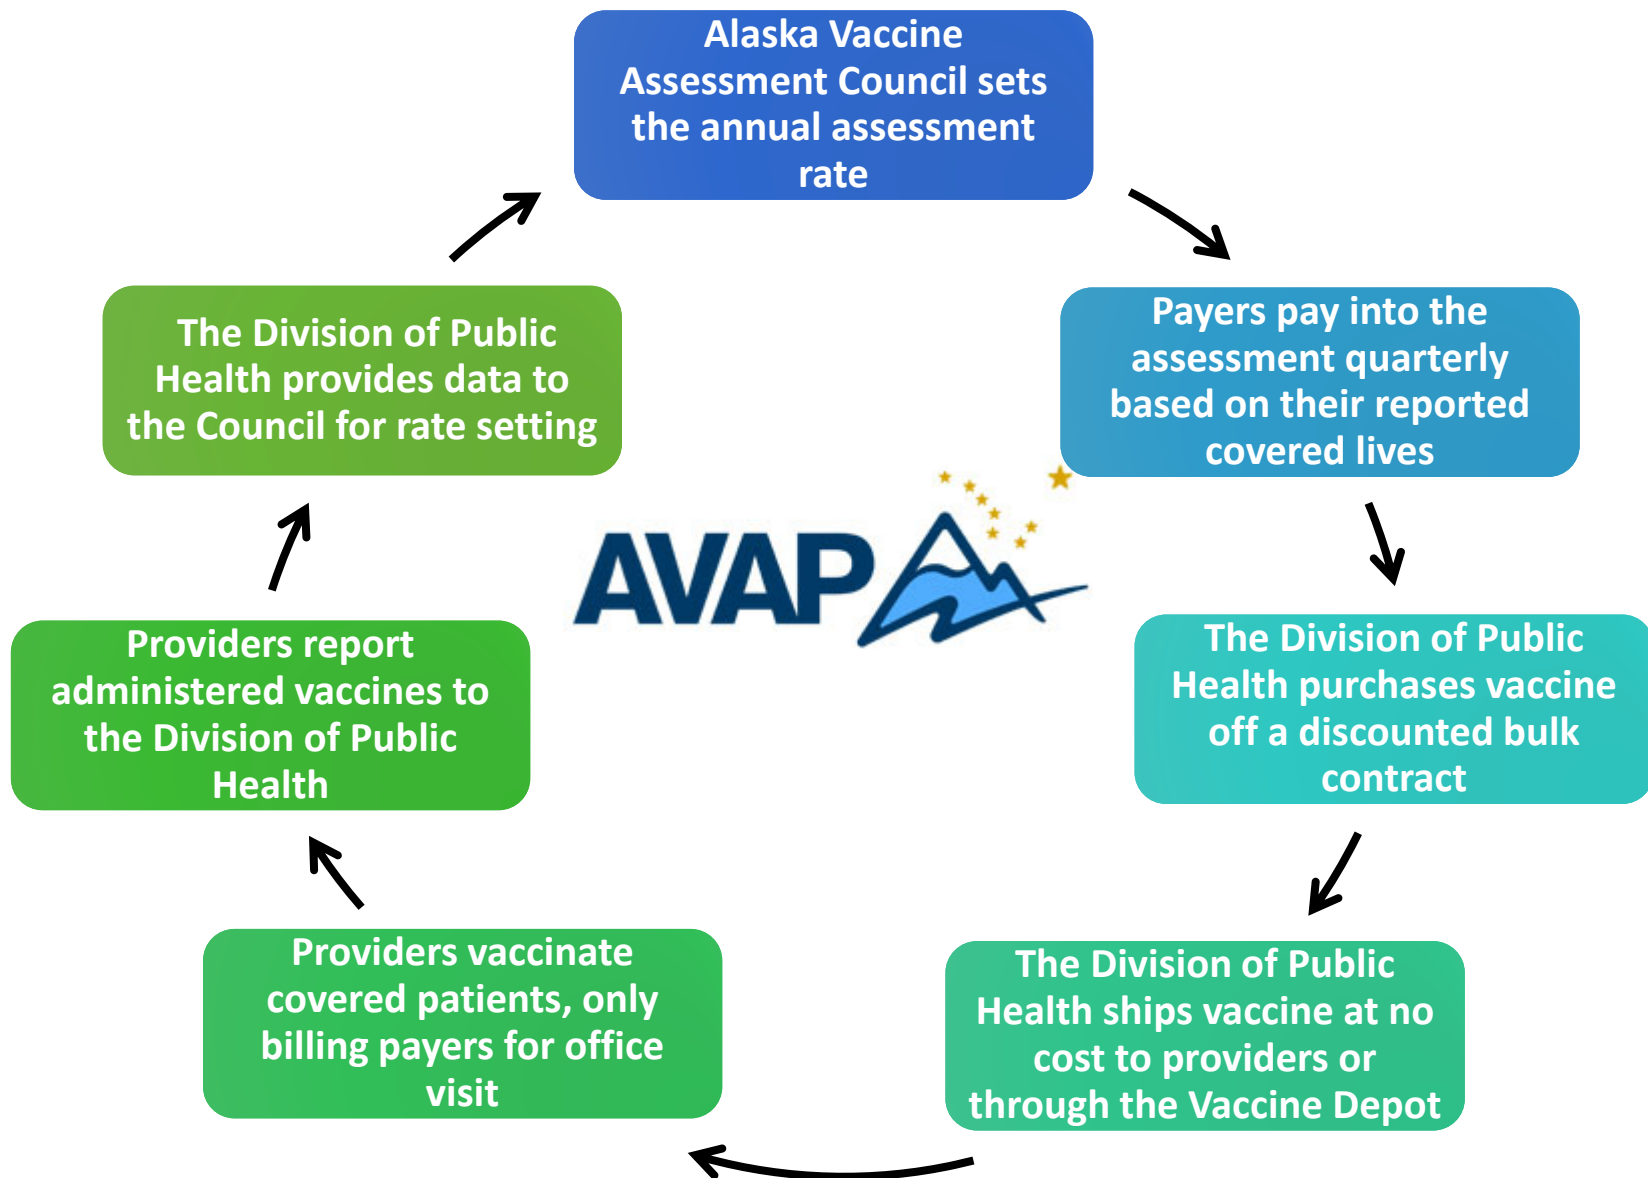 Alaska Vaccine
Assessment Council sets
the annual assessment
rate
Payers pay into the
assessment quarterly
based on their reported
covered lives
The Division of Public
Health purchases vaccine
off a discounted bulk
contract
The Division of Public
Health ships vaccine at no
cost to providers or
through the Vaccine Depot
Providers vaccinate
covered patients, only
billing payers for office
visit
Providers report
administered vaccines to
the Division of Public
Health
The Division of Public
Health provides data to
the Council for rate setting
AVAP